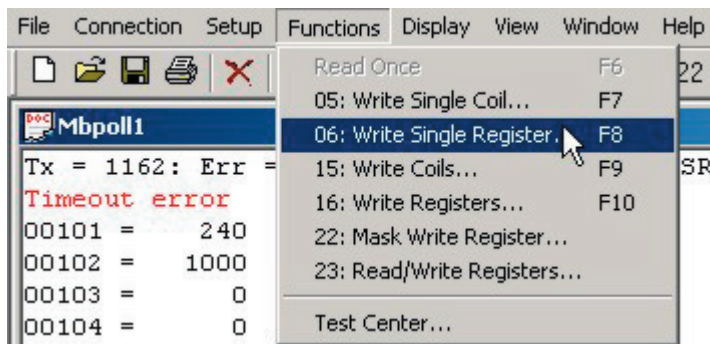 File Connection Setup Functions Display View Window Help
22
Read Once F6
05: Write Single Coil... F7
06: Write Single Register. F8
15: Write Coils... F9
16: Write Registers... F10
22: Mask Write Register...
23: Read/Write Registers...
Test Center...
DOC
Mbpoll1
Tx = 1162: Err = SR
Timeout error
00101 = 240
00102 = 1000
00103 = 0
00104 = 0